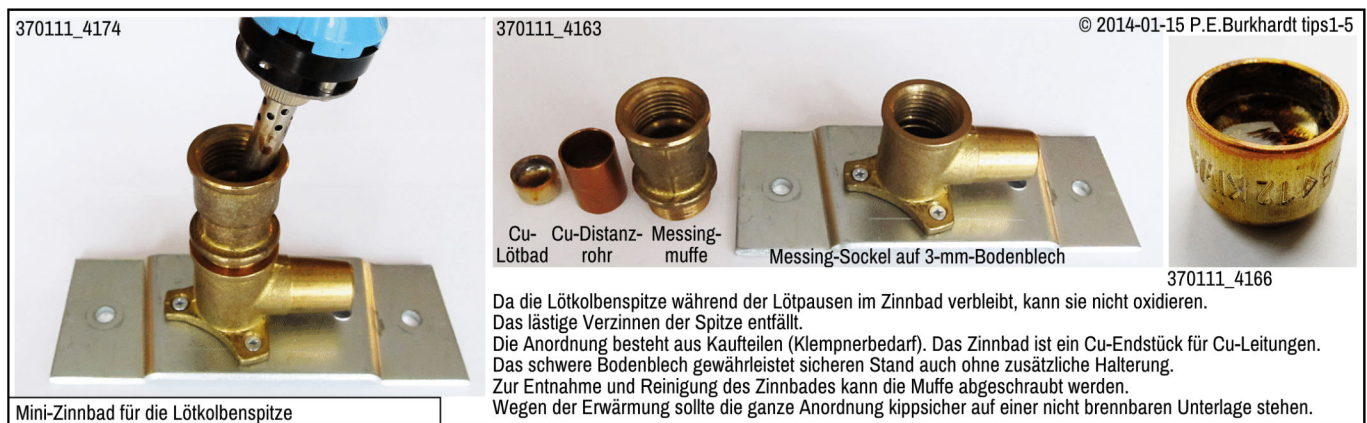 370111_4174
370111_4163
© 2014-01-15 P.E.Burkhardt tips1-5
Cu-
Lötbad
Cu-Distanz-
rohr
Messing-
muffe
Messing-Sockel auf 3-mm-Bodenblech
370111_4166
Da die Lötkolbenspitze während der Lötpausen im Zinnbad verbleibt, kann sie nicht oxidieren.
Das lästige Verzinnen der Spitze entfällt.
Die Anordnung besteht aus Kaufteilen (Klempnerbedarf). Das Zinnbad ist ein Cu-Endstück für Cu-Leitungen.
Das schwere Bodenblech gewährleistet sicheren Stand auch ohne zusätzliche Halterung.
Zur Entnahme und Reinigung des Zinnbades kann die Muffe abgeschraubt werden.
Wegen der Erwärmung sollte die ganze Anordnung kippsicher auf einer nicht brennbaren Unterlage stehen.
Mini-Zinnbad für die Lötkolbenspitze